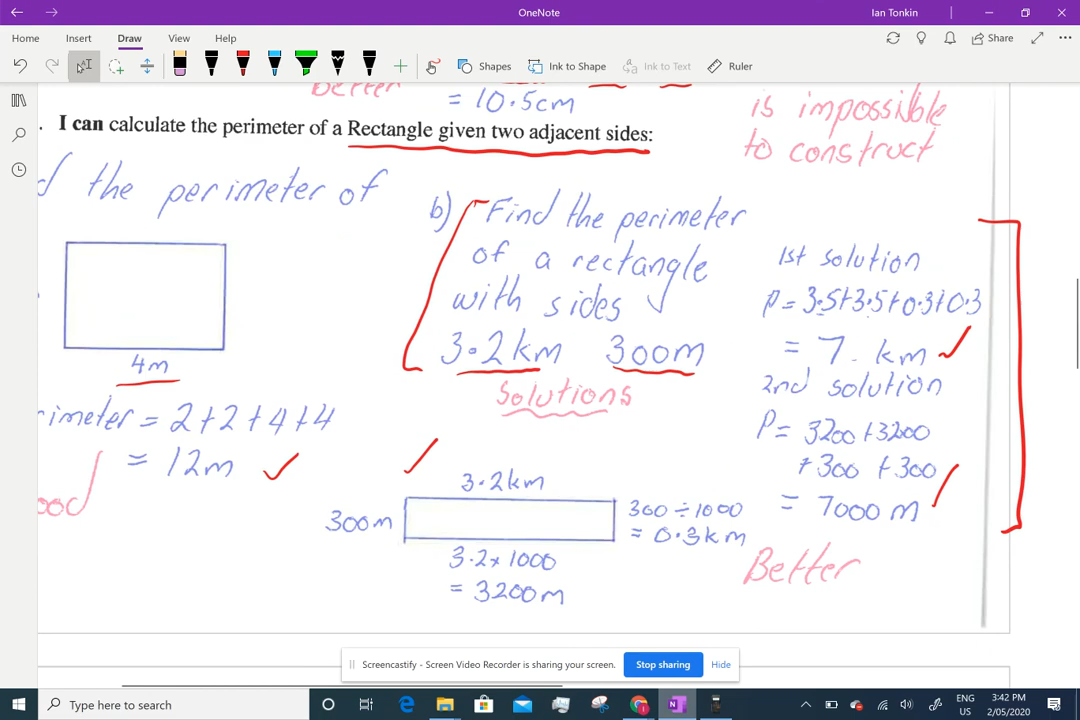 OneNote
Ian Tonkin
Home Insert Draw View Help
Share
Shapes
Ink to Shape
Ink to Text
Ruler
Better
= 10.5cm
is impossible
to construct
. I can calculate the perimeter of a Rectangle given two adjacent sides:
the perimeter of
4m
rimeter = 2+2+4+4
= 12m
ood
b) Find the perimeter
of a rectangle
with sides
3.2km 300m
Solutions
3.2km
300m
300 ÷ 1000
= 0.3km
3.2 x 1000
= 3200m
1st solution
P = 3.5+3.5+0.3+0.3
= 7. km
2nd solution
P = 3200 +3200
+300 +300
= 7000 m
Better
Screencastify - Screen Video Recorder is sharing your screen.
Stop sharing
Hide
Type here to search
ENG
US
3:42 PM
2/05/2020